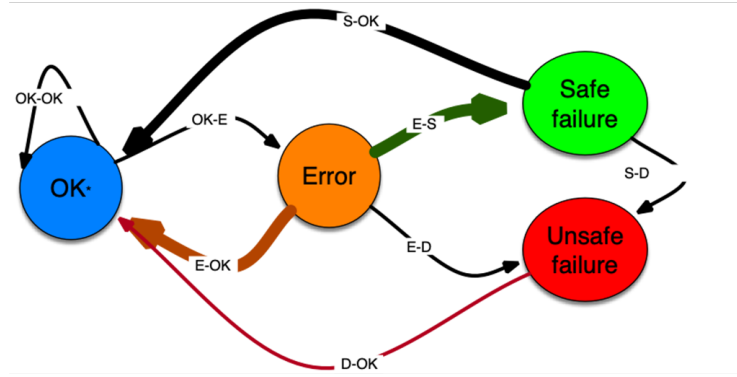 S-OK
OK-OK
OK-E
E-S
Safe
failure
OK*
Error
S-D
E-OK
E-D
Unsafe
failure
D-OK